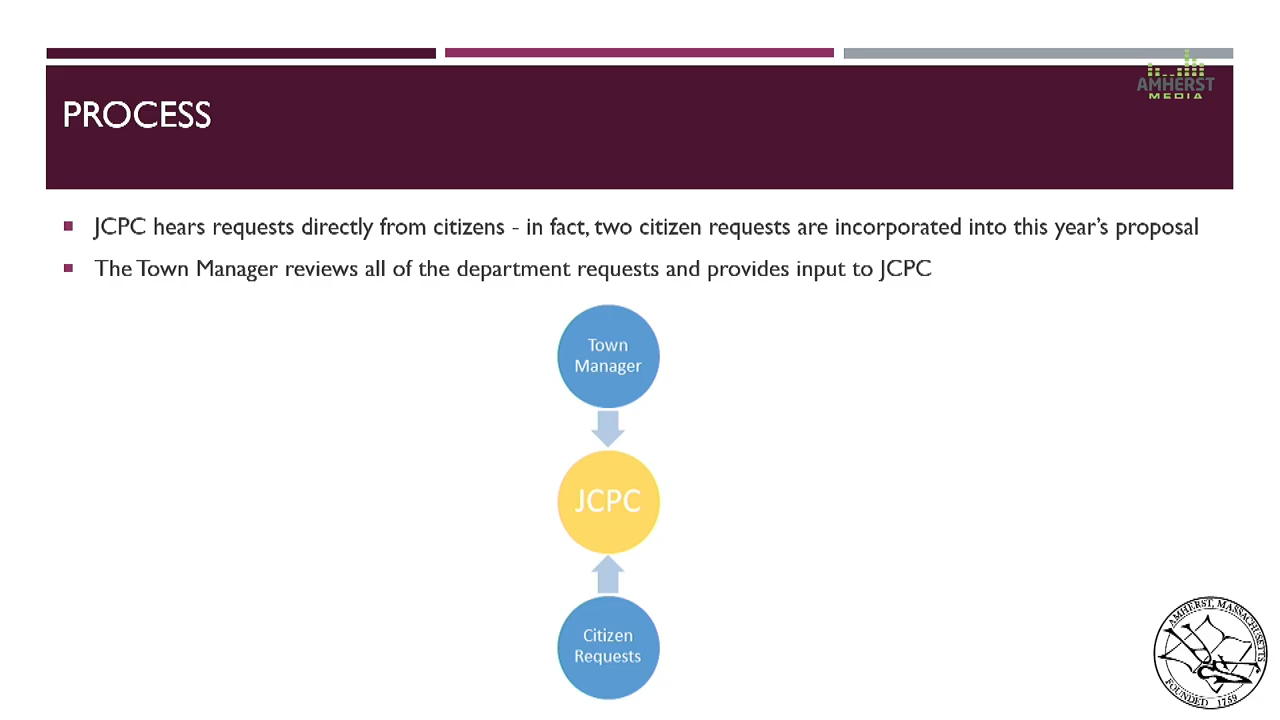 AMHERST
MEDIA
PROCESS
JCPC hears requests directly from citizens - in fact, two citizen requests are incorporated into this year's proposal
The Town Manager reviews all of the department requests and provides input to JCPC
Town
Manager
JCPC
Citizen
Requests
AMHERST, MASSACHUSETTS
FOUNDED 1759